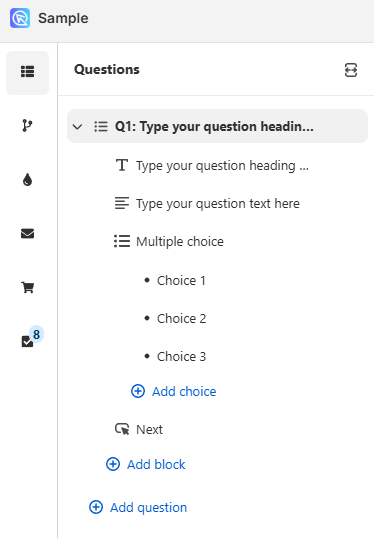 Sample
Questions
Q1: Type your question headin...
Type your question heading ...
Type your question text here
Multiple choice
Choice 1
Choice 2
Choice 3
Add choice
Next
Add block
Add question
8